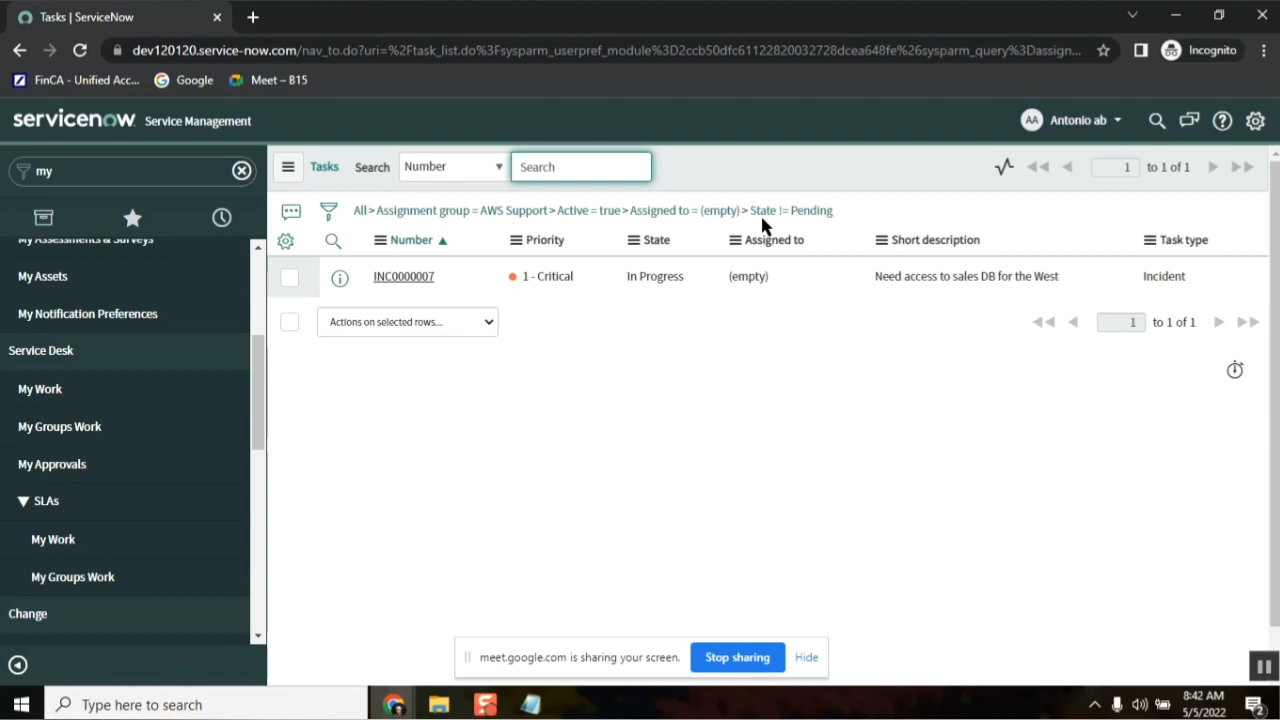 Tasks | ServiceNow
dev120120.service-now.com/nav_to.do?uri=%2Ftask_list.do%3Fsysparm_userpref_module%3D2ccb50dfc61122820032728dcea648fe%26sysparm_query%3Dassign...
Incognito
FinCA - Unified Acc...
Google
Meet – B15
servicenow Service Management
AA Antonio ab
my
Tasks Search Number Search 1 to 1 of 1
All > Assignment group = AWS Support > Active = true > Assigned to = (empty) > State != Pending
My Assessments & Surveys
Number Priority State Assigned to Short description Task type
My Assets
INC0000007 1 - Critical In Progress (empty) Need access to sales DB for the West Incident
My Notification Preferences
Actions on selected rows... 1 to 1 of 1
Service Desk
My Work
My Groups Work
My Approvals
SLAs
My Work
My Groups Work
Change
meet.google.com is sharing your screen. Stop sharing Hide
Type here to search
8:42 AM
5/5/2022
2